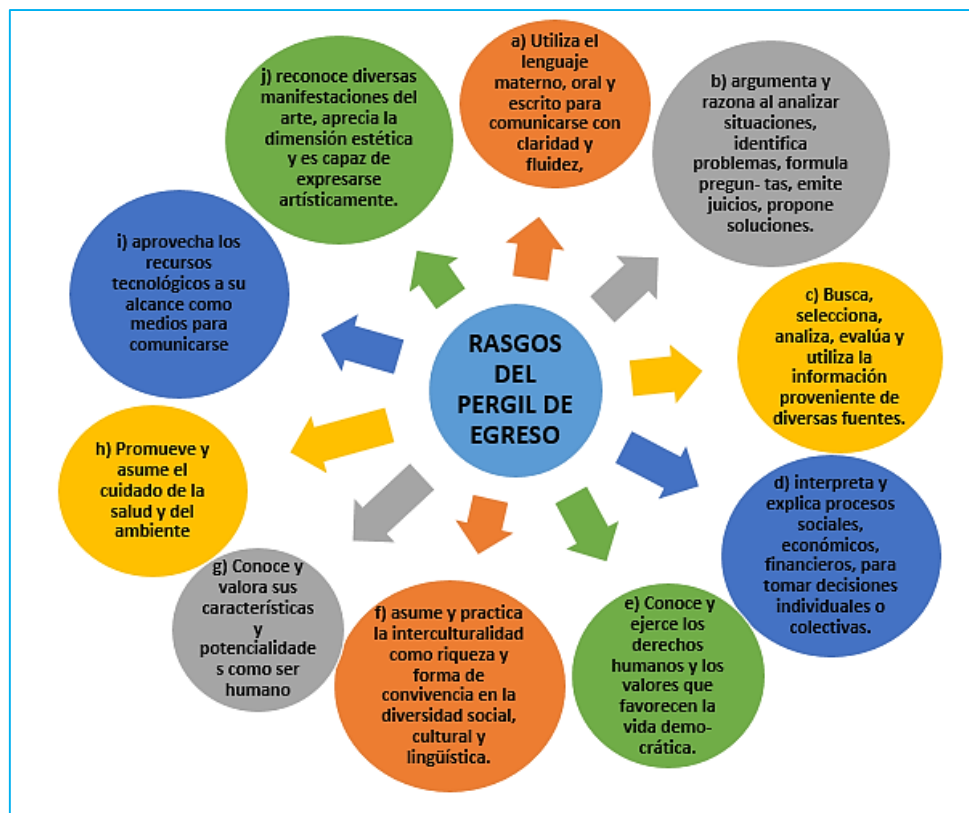 a) Utiliza el
lenguaje
materno, oral y
escrito para
comunicarse con
claridad y
fluidez,
b) argumenta y
razona al analizar
situaciones,
identifica
problemas, formula
pregun- tas, emite
juicios, propone
soluciones.
c) Busca,
selecciona,
analiza, evalúa y
utiliza la
información
proveniente de
diversas fuentes.
d) interpreta y
explica procesos
sociales,
económicos,
financieros, para
tomar decisiones
individuales o
colectivas.
e) Conoce y
ejerce los
derechos
humanos y los
valores que
favorecen la
vida demo-
crática.
f) asume y practica
la interculturalidad
como riqueza y
forma de
convivencia en la
diversidad social,
cultural y
lingüística.
g) Conoce y
valora sus
características
y
potencialidade
s como ser
humano
h) Promueve y
asume el
cuidado de la
salud y del
ambiente
i) aprovecha los
recursos
tecnológicos a su
alcance como
medios para
comunicarse
j) reconoce diversas
manifestaciones del
arte, aprecia la
dimensión estética
y es capaz de
expresarse
artísticamente.
RASGOS
DEL
PERGIL DE
EGRESO